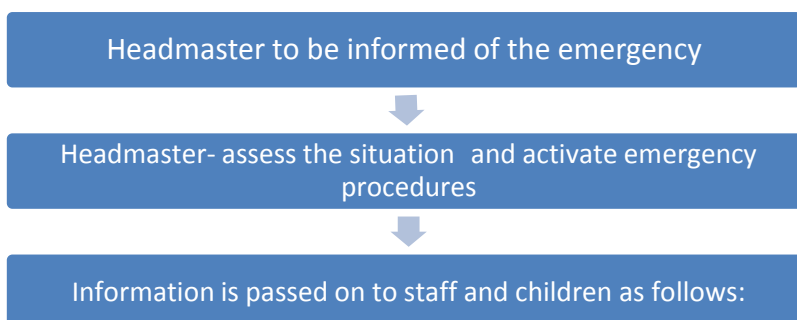 Headmaster to be informed of the emergency
Headmaster- assess the situation and activate emergency
procedures
Information is passed on to staff and children as follows: